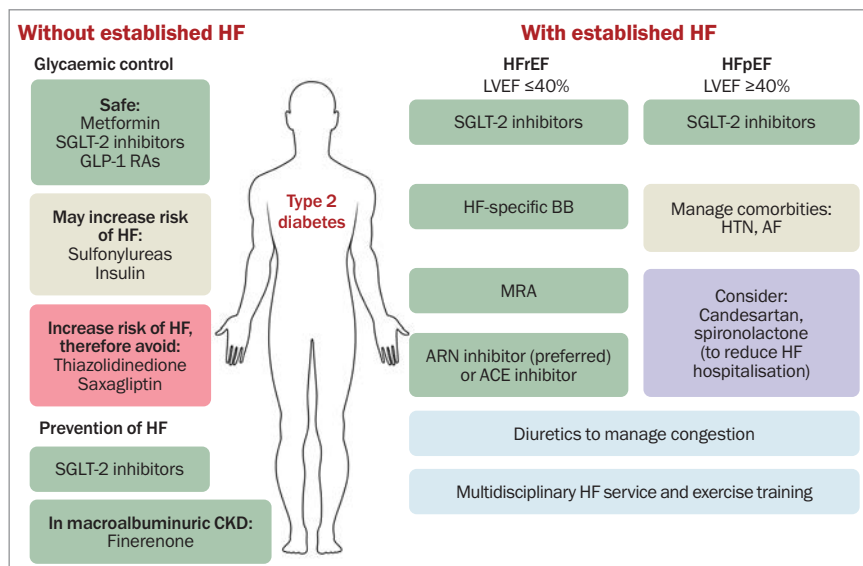 Without established HF
Glycaemic control
Safe:
Metformin
SGLT-2 inhibitors
GLP-1 RAs
May increase risk
of HF:
Sulfonylureas
Insulin
Increase risk of HF,
therefore avoid:
Thiazolidinedione
Saxagliptin
Prevention of HF
SGLT-2 inhibitors
In macroalbuminuric CKD:
Finerenone
Type 2
diabetes
With established HF
HFrEF
LVEF ≤40%
SGLT-2 inhibitors
HF-specific BB
MRA
ARN inhibitor (preferred)
or ACE inhibitor
HFpEF
LVEF ≥40%
SGLT-2 inhibitors
Manage comorbities:
HTN, AF
Consider:
Candesartan,
spironolactone
(to reduce HF
hospitalisation)
Diuretics to manage congestion
Multidisciplinary HF service and exercise training